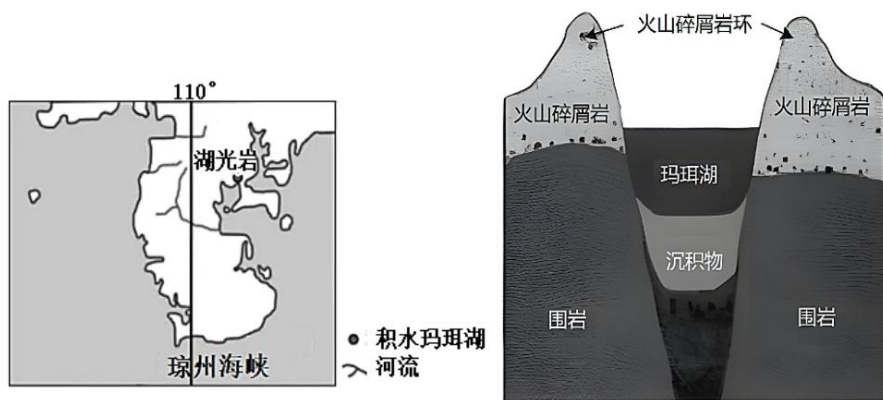 110°
湖光岩
琼州海峡
积水玛珥湖
河流
火山碎屑岩环
火山碎屑岩
火山碎屑岩
玛珥湖
沉积物
围岩
围岩